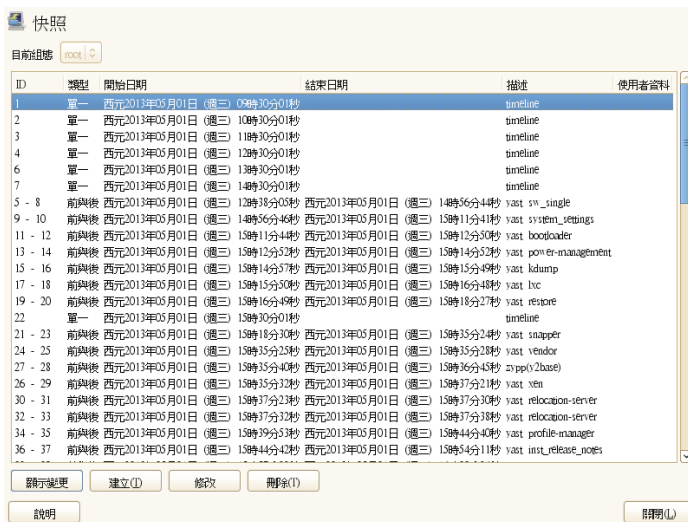 快照
目前組態 root
ID 類型 開始日期 結束日期 描述 使用者資料
1 單一 西元2013年05月01日 (週三) 09時30分01秒 timeline
2 單一 西元2013年05月01日 (週三) 10時30分01秒 timeline
3 單一 西元2013年05月01日 (週三) 11時30分01秒 timeline
4 單一 西元2013年05月01日 (週三) 12時30分01秒 timeline
6 單一 西元2013年05月01日 (週三) 13時30分01秒 timeline
7 單一 西元2013年05月01日 (週三) 14時30分01秒 timeline
5 - 8 前與後 西元2013年05月01日 (週三) 12時38分05秒 西元2013年05月01日 (週三) 14時56分44秒 yast sw_single
9 - 10 前與後 西元2013年05月01日 (週三) 14時56分46秒 西元2013年05月01日 (週三) 15時11分41秒 yast system_settings
11 - 12 前與後 西元2013年05月01日 (週三) 15時11分44秒 西元2013年05月01日 (週三) 15時12分50秒 yast bootloader
13 - 14 前與後 西元2013年05月01日 (週三) 15時12分52秒 西元2013年05月01日 (週三) 15時14分52秒 yast power-management
15 - 16 前與後 西元2013年05月01日 (週三) 15時14分57秒 西元2013年05月01日 (週三) 15時15分49秒 yast kdump
17 - 18 前與後 西元2013年05月01日 (週三) 15時15分50秒 西元2013年05月01日 (週三) 15時16分48秒 yast lxc
19 - 20 前與後 西元2013年05月01日 (週三) 15時16分49秒 西元2013年05月01日 (週三) 15時18分27秒 yast restore
22 單一 西元2013年05月01日 (週三) 15時30分01秒 timeline
21 - 23 前與後 西元2013年05月01日 (週三) 15時18分30秒 西元2013年05月01日 (週三) 15時35分24秒 yast snapper
24 - 25 前與後 西元2013年05月01日 (週三) 15時35分25秒 西元2013年05月01日 (週三) 15時35分28秒 yast vendor
27 - 28 前與後 西元2013年05月01日 (週三) 15時35分40秒 西元2013年05月01日 (週三) 15時36分45秒 zypp(y2base)
26 - 29 前與後 西元2013年05月01日 (週三) 15時35分32秒 西元2013年05月01日 (週三) 15時37分21秒 yast xen
30 - 31 前與後 西元2013年05月01日 (週三) 15時37分23秒 西元2013年05月01日 (週三) 15時37分30秒 yast relocation-server
32 - 33 前與後 西元2013年05月01日 (週三) 15時37分32秒 西元2013年05月01日 (週三) 15時37分38秒 yast relocation-server
34 - 35 前與後 西元2013年05月01日 (週三) 15時39分53秒 西元2013年05月01日 (週三) 15時44分40秒 yast profile-manager
36 - 37 前與後 西元2013年05月01日 (週三) 15時44分42秒 西元2013年05月01日 (週三) 15時54分11秒 yast inst_release_notes
顯示變更 建立(I) 修改 刪除(T)
說明 關閉(L)